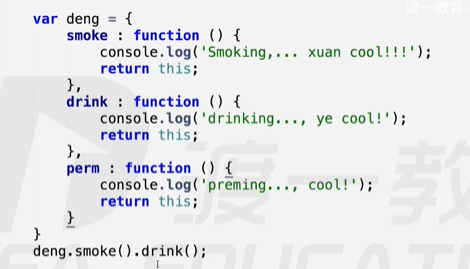 渡一教育-
var deng = {
    smoke : function () {
        console.log('Smoking,... xuan cool!!!');
        return this;
    },
    drink : function () {
        console.log('drinking..., ye cool!');
        return this;
    },
    perm : function () {
        console.log('preming..., cool!');
        return this;
    }
}
deng.smoke().drink();
渡一教
EDUCATI